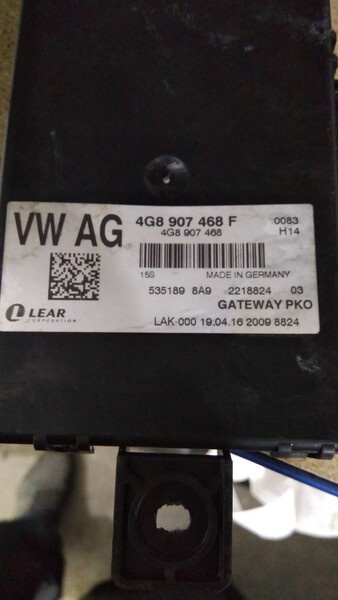 VW AG
4G8 907 468 F 0083
4G8 907 468 H14
15S MADE IN GERMANY
535189 8A9 2218824 03
GATEWAY PKO
LEAR
CORPORATION
LAK-000 19.04.16 2009 8824